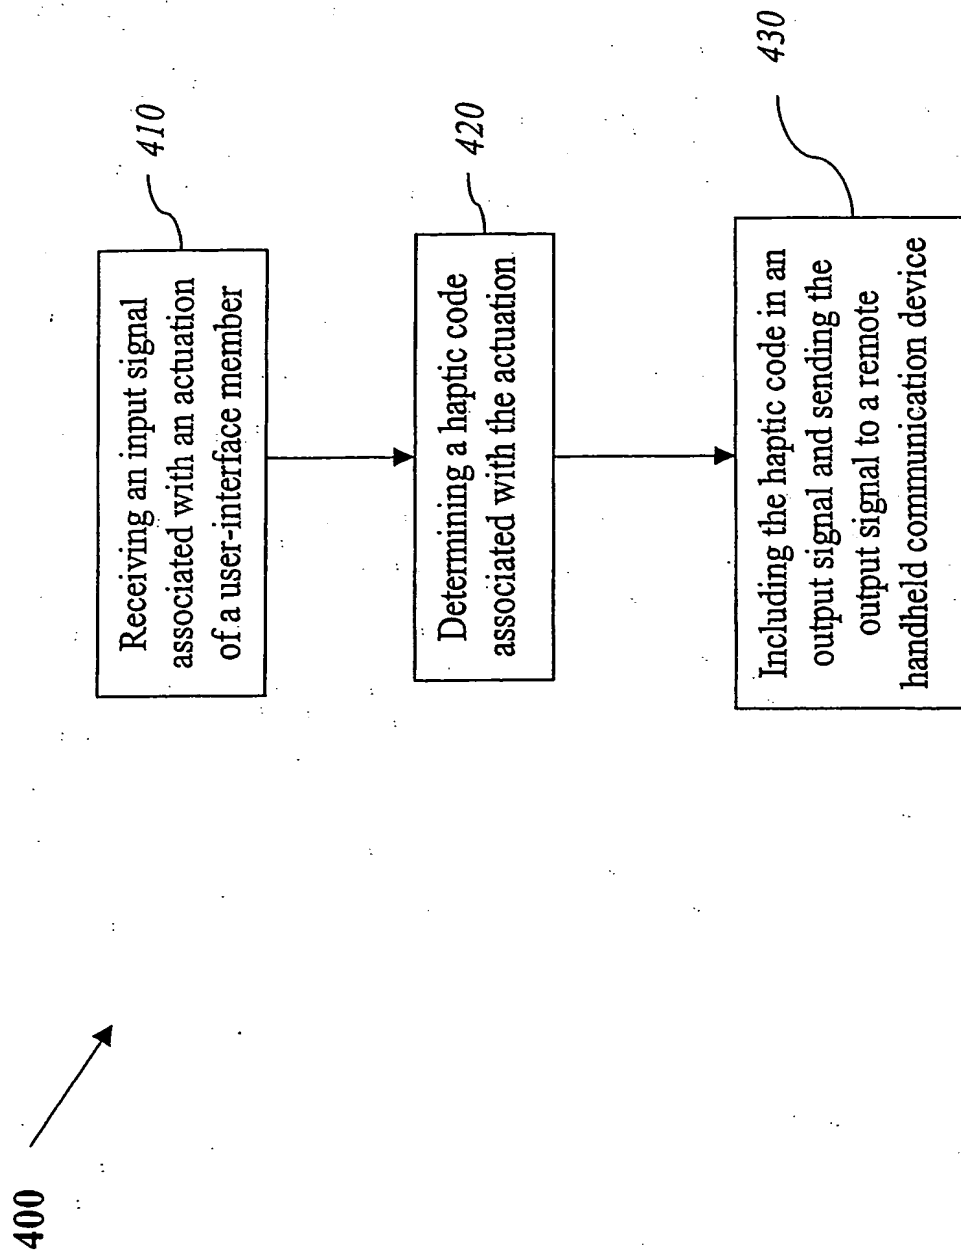 400
Receiving an input signal
associated with an actuation
of a user-interface member
410
Determining a haptic code
associated with the actuation
420
Including the haptic code in an
output signal and sending the
output signal to a remote
handheld communication device
430